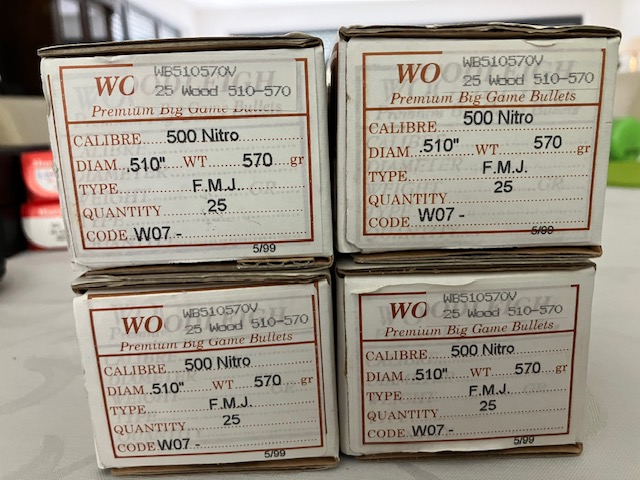 WO WB510570V
25 Wood 510-570
Premium Big Game Bullets
CALIBRE....500 Nitro
DIAM..510" WT.....570....gr
TYPE............F.M.J.
QUANTITY......25
CODE W07 -
5/99
WO WB510570V
25 Wood 510-570
Premium Big Game Bullets
CALIBRE....500 Nitro
DIAM..510" WT.....570....gr
TYPE............F.M.J.
QUANTITY......25
CODE W07 -
5/99
WO WB510570V
25 Wood 510-570
Premium Big Game Bullets
CALIBRE....500 Nitro
DIAM..510" WT.....570....gr
TYPE............F.M.J.
QUANTITY......25
CODE W07 -
5/99
WO WB510570V
25 Wood 510-570
Premium Big Game Bullets
CALIBRE....500 Nitro
DIAM..510" WT.....570....gr
TYPE............F.M.J.
QUANTITY......25
CODE W07 -
5/99